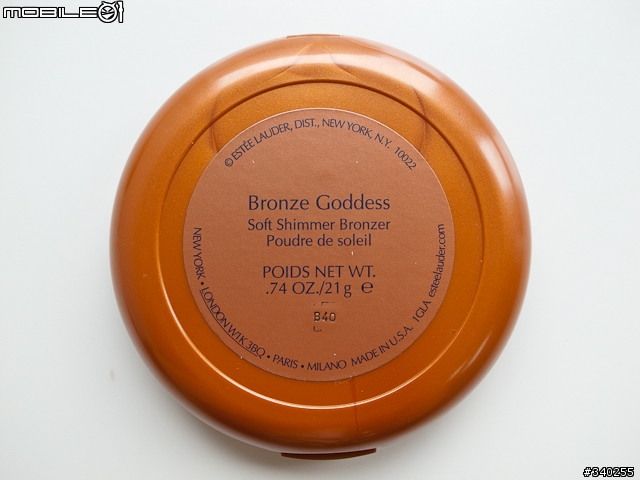 MOBILE01
© ESTÉE LAUDER, DIST., NEW YORK, N.Y. 10022
Bronze Goddess
Soft Shimmer Bronzer
Poudre de soleil
POIDS NET WT.
.74 OZ./21g e
B40
NEW YORK • LONDON W1K 3BQ • PARIS • MILANO MADE IN U.S.A. 1GLA esteelauder.com
#340255